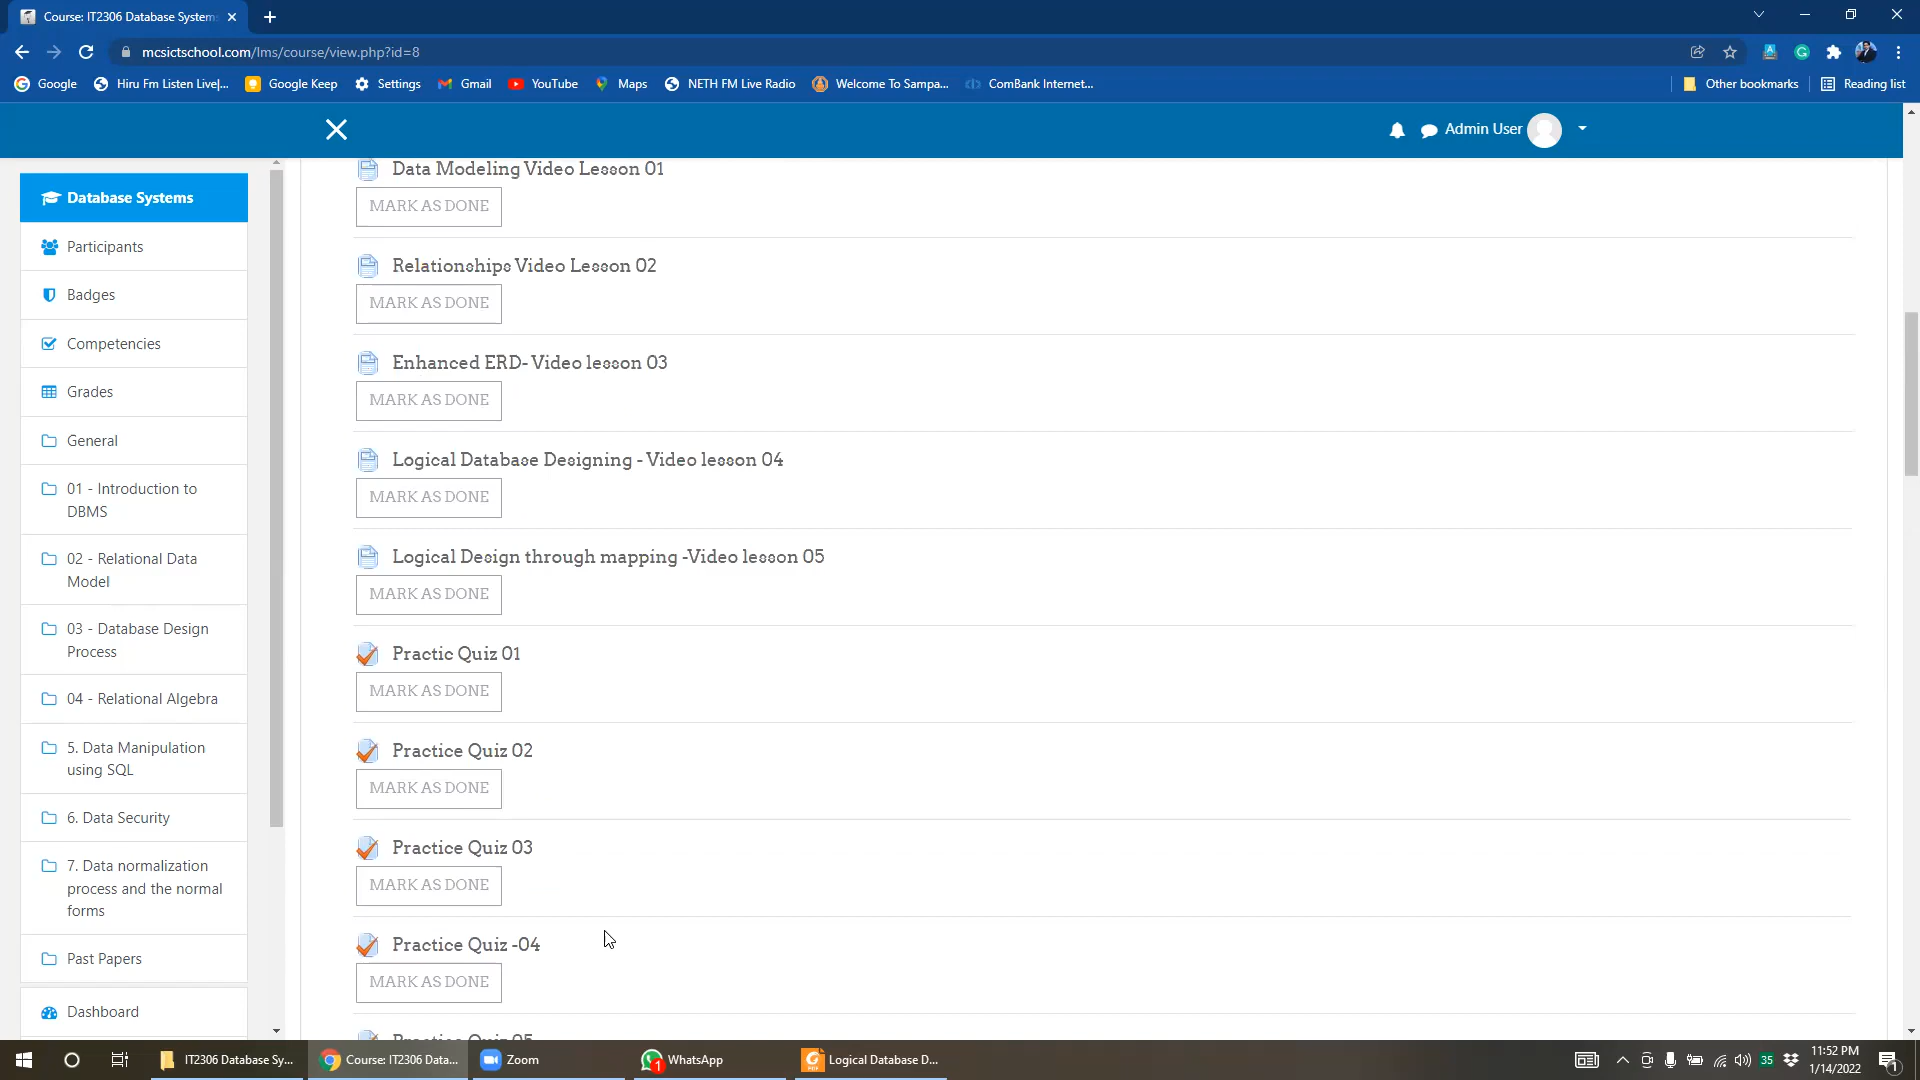 Course: IT2306 Database Systems
mcsictschool.com/lms/course/view.php?id=8
Google
Hiru Fm Listen Live|...
Google Keep
Settings
Gmail
YouTube
Maps
NETH FM Live Radio
Welcome To Sampa...
ComBank Internet...
Other bookmarks
Reading list
Admin User
Database Systems
Participants
Badges
Competencies
Grades
General
01 - Introduction to
DBMS
02 - Relational Data
Model
03 - Database Design
Process
04 - Relational Algebra
5. Data Manipulation
using SQL
6. Data Security
7. Data normalization
process and the normal
forms
Past Papers
Dashboard
Data Modeling Video Lesson 01
MARK AS DONE
Relationships Video Lesson 02
MARK AS DONE
Enhanced ERD- Video lesson 03
MARK AS DONE
Logical Database Designing - Video lesson 04
MARK AS DONE
Logical Design through mapping -Video lesson 05
MARK AS DONE
Practic Quiz 01
MARK AS DONE
Practice Quiz 02
MARK AS DONE
Practice Quiz 03
MARK AS DONE
Practice Quiz -04
MARK AS DONE
Practice Quiz 05
IT2306 Database Sy...
Course: IT2306 Data...
Zoom
1
WhatsApp
Logical Database D...
35
11:52 PM
1/14/2022
1